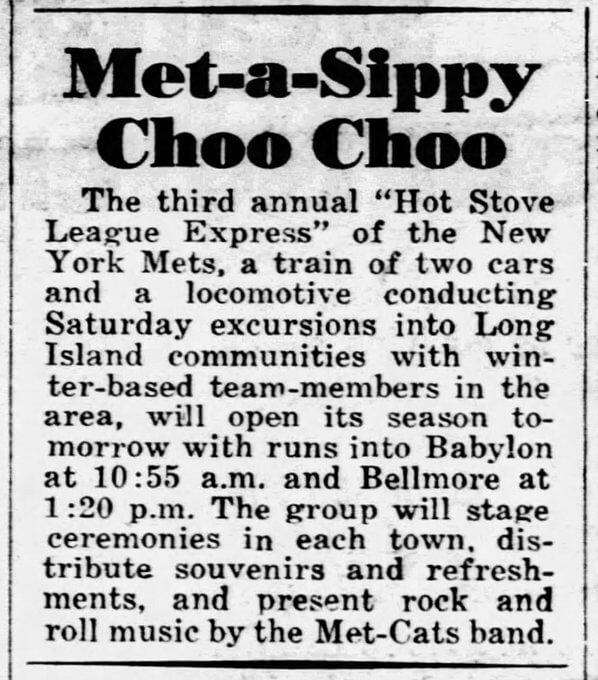 Met-a-Sippy
Choo Choo
The third annual "Hot Stove
League Express" of the New
York Mets, a train of two cars
and a locomotive conducting
Saturday excursions into Long
Island communities with win-
ter-based team-members in the
area, will open its season to-
morrow with runs into Babylon
at 10:55 a.m. and Bellmore at
1:20 p.m. The group will stage
ceremonies in each town, dis-
tribute souvenirs and refresh-
ments, and present rock and
roll music by the Met-Cats band.